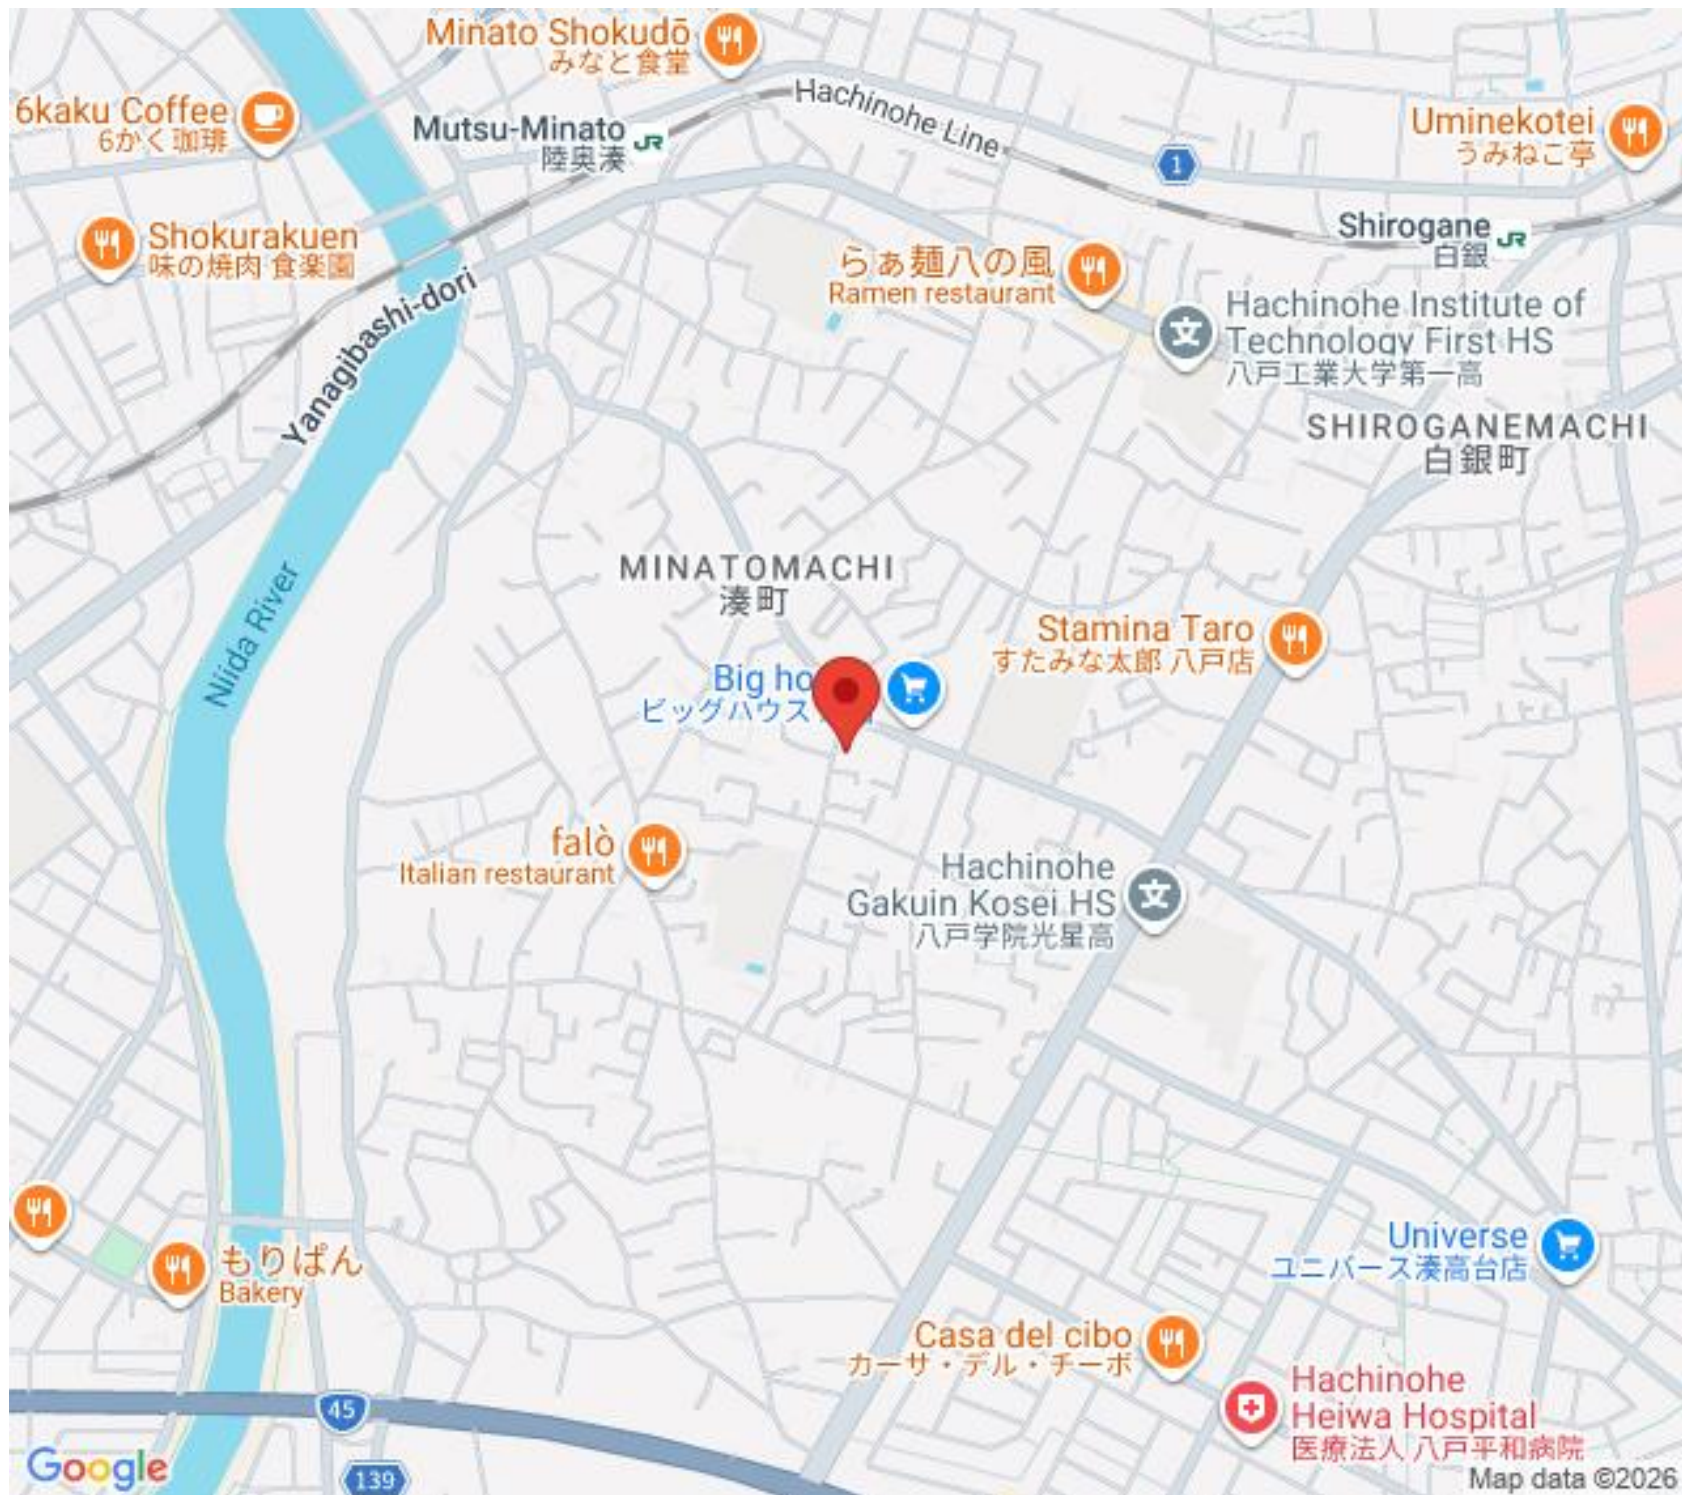 Minato Shokudō
みなと食堂
6kaku Coffee
6かく珈琲
Mutsu-Minato
陸奥湊
JR
Hachinohe Line
1
Uminekotei
うみねこ亭
Shokurakuen
味の焼肉 食楽園
Shirogane
白銀
JR
らぁ麺八の風
Ramen restaurant
Yanagibashi-dori
Hachinohe Institute of
Technology First HS
八戸工業大学第一高
文
SHIROGANEMACHI
白銀町
MINATOMACHI
湊町
Niida River
Stamina Taro
すたみな太郎 八戸店
Big ho
ビッグハウス
falò
Italian restaurant
Hachinohe
Gakuin Kosei HS
八戸学院光星高
文
もりぱん
Bakery
Universe
ユニバース湊高台店
Casa del cibo
カーサ・デル・チーボ
Hachinohe
Heiwa Hospital
医療法人 八戸平和病院
45
139
Google
Map data ©2026